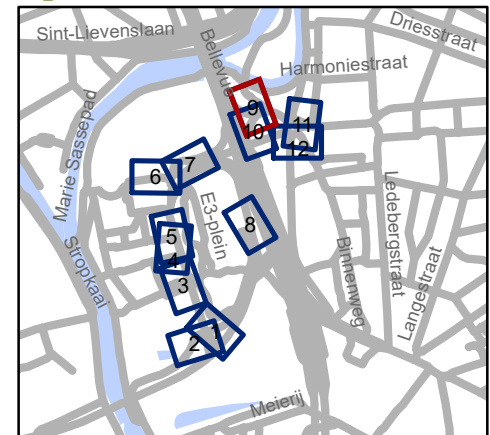 Sint-Lievenslaan
Bellevue
Driesstraat
Harmoniestraat
Marie Sassepad
9
10
11
12
7
6
E3-plein
Ledebergstraat
8
5
4
Stropkaai
Binnenweg
Langestraat
3
1
2
Meierij